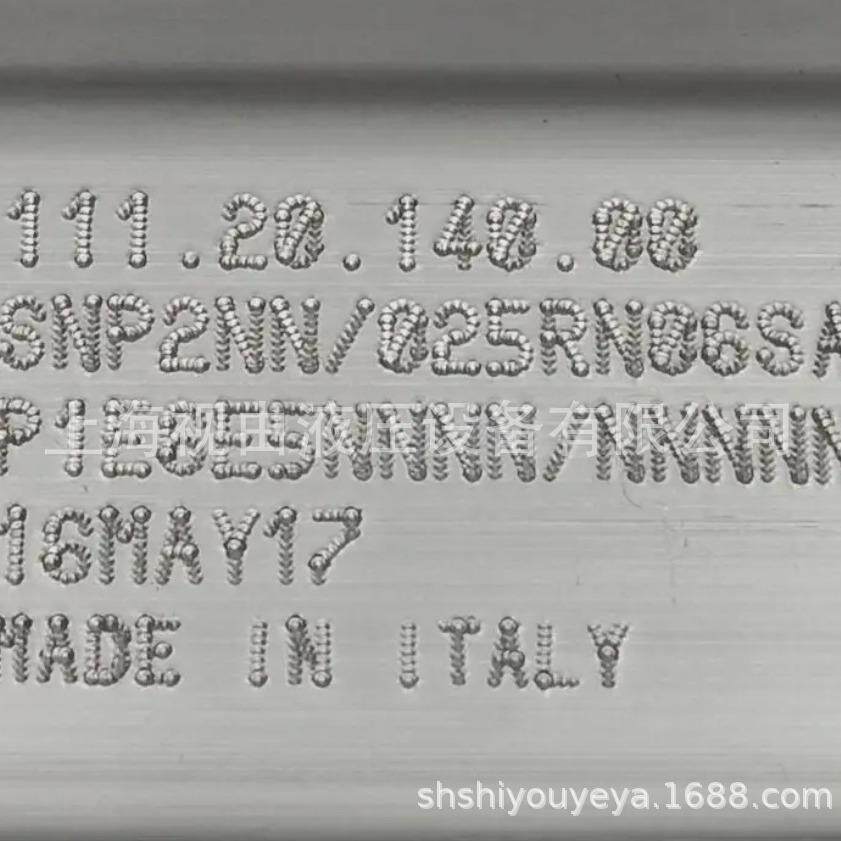 111.20.140.00
SNP2NN/025RN06SA
P1E6E5NNNN/NNNNN
16MAY17
MADE IN ITALY
上海视由液压设备有限公司
shshiyouyeya.1688.com